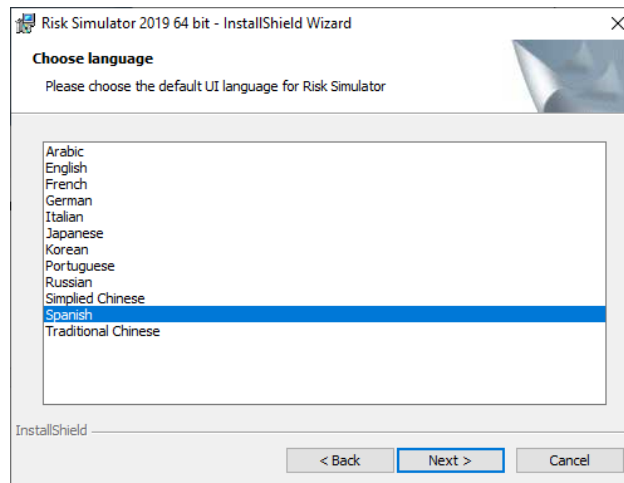 Risk Simulator 2019 64 bit - InstallShield Wizard
Choose language
Please choose the default UI language for Risk Simulator
Arabic
English
French
German
Italian
Japanese
Korean
Portuguese
Russian
Simplied Chinese
Spanish
Traditional Chinese
InstallShield
< Back Next > Cancel